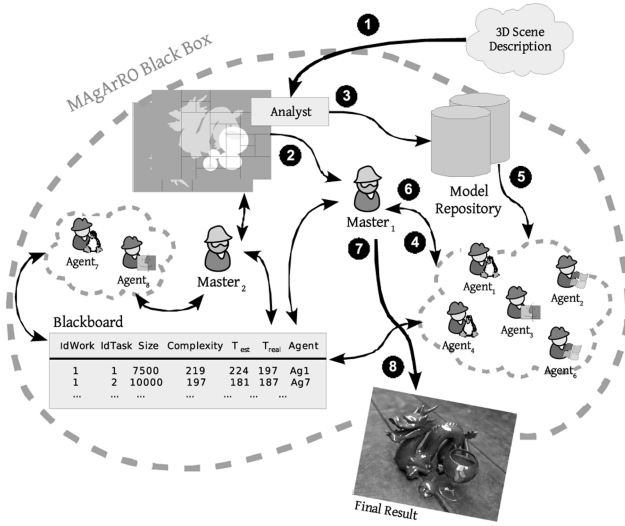 1
3D Scene
Description
MAgArRO Black Box
Analyst
3
2
Model
Repository
5
Master1
6
7
4
Agent7
Agent8
Master2
Agent1
Agent2
Agent3
Agent4
Agent6
Blackboard
IdWork IdTask Size Complexity Test Treal Agent
1 1 7500 219 224 197 Ag1
1 2 10000 197 181 187 Ag7
... ... ... ... ... ...
8
Final Result